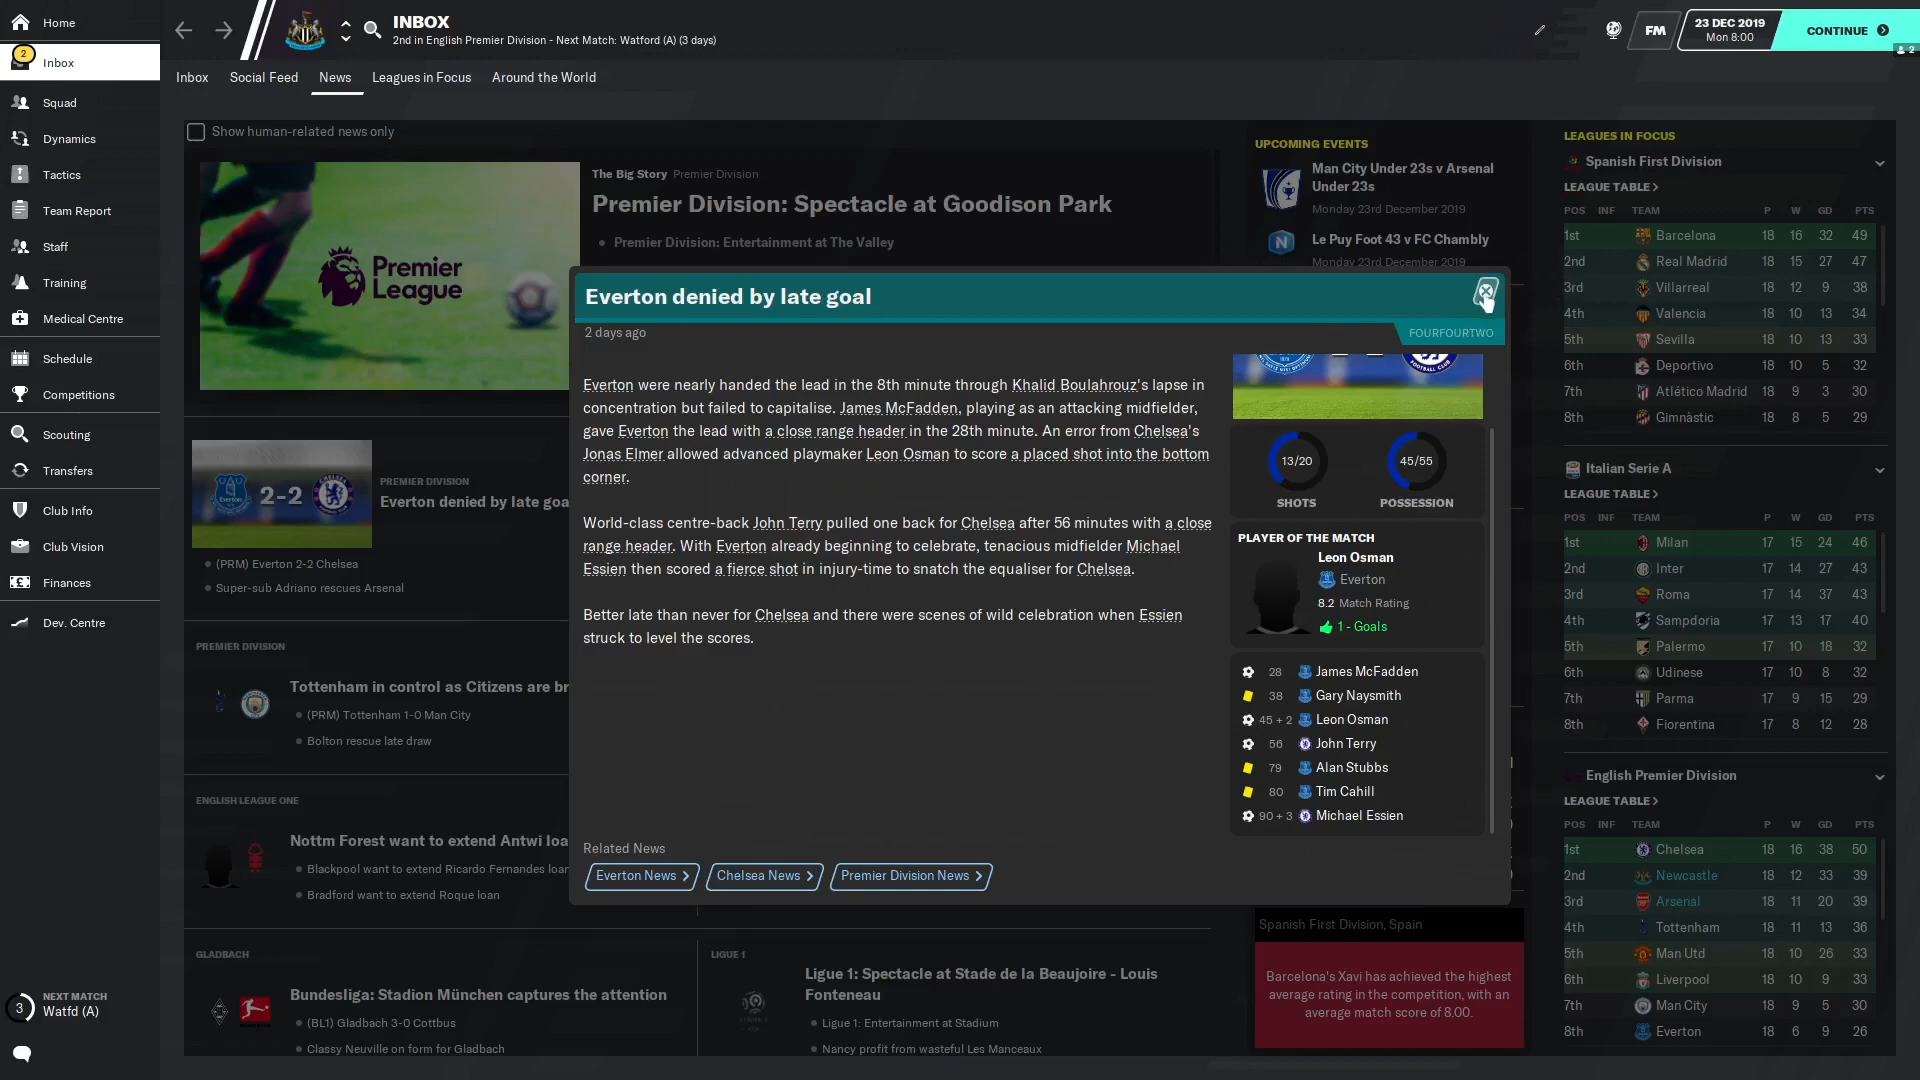 Home
2
Inbox
Squad
Dynamics
Tactics
Team Report
Staff
Training
Medical Centre
Schedule
Competitions
Scouting
Transfers
Club Info
Club Vision
Finances
Dev. Centre
3
NEXT MATCH
Watfd (A)
INBOX
2nd in English Premier Division - Next Match: Watford (A) (3 days)
FM
23 DEC 2019
Mon 8:00
CONTINUE
2
Inbox
Social Feed
News
Leagues in Focus
Around the World
Show human-related news only
Premier
League
The Big Story Premier Division
Premier Division: Spectacle at Goodison Park
Premier Division: Entertainment at The Valley
2-2
PREMIER DIVISION
Everton denied by late goa
(PRM) Everton 2-2 Chelsea
Super-sub Adriano rescues Arsenal
PREMIER DIVISION
Tottenham in control as Citizens are br
(PRM) Tottenham 1-0 Man City
Bolton rescue late draw
ENGLISH LEAGUE ONE
Nottm Forest want to extend Antwi loa
Blackpool want to extend Ricardo Fernandes loan
Bradford want to extend Roque loan
GLADBACH
Bundesliga: Stadion München captures the attention
(BL1) Gladbach 3-0 Cottbus
Classy Neuville on form for Gladbach
LIGUE 1
Ligue 1: Spectacle at Stade de la Beaujoire - Louis
Fonteneau
Ligue 1: Entertainment at Stadium
Nancy profit from wasteful Les Manceaux
UPCOMING EVENTS
Man City Under 23s v Arsenal
Under 23s
Monday 23rd December 2019
Le Puy Foot 43 v FC Chambly
Monday 23rd December 2019
Everton denied by late goal
2 days ago
FOURFOURTWO
Everton were nearly handed the lead in the 8th minute through Khalid Boulahrouz's lapse in
concentration but failed to capitalise. James McFadden, playing as an attacking midfielder,
gave Everton the lead with a close range header in the 28th minute. An error from Chelsea's
Jonas Elmer allowed advanced playmaker Leon Osman to score a placed shot into the bottom
corner.
World-class centre-back John Terry pulled one back for Chelsea after 56 minutes with a close
range header. With Everton already beginning to celebrate, tenacious midfielder Michael
Essien then scored a fierce shot in injury-time to snatch the equaliser for Chelsea.
Better late than never for Chelsea and there were scenes of wild celebration when Essien
struck to level the scores.
13/20
SHOTS
45/55
POSSESSION
PLAYER OF THE MATCH
Leon Osman
Everton
8.2 Match Rating
1 - Goals
28 James McFadden
38 Gary Naysmith
45 + 2 Leon Osman
56 John Terry
79 Alan Stubbs
80 Tim Cahill
90 + 3 Michael Essien
Related News
Everton News
Chelsea News
Premier Division News
Spanish First Division, Spain
Barcelona's Xavi has achieved the highest
average rating in the competition, with an
average match score of 8.00.
LEAGUES IN FOCUS
Spanish First Division
LEAGUE TABLE
POS INF TEAM P W GD PTS
1st Barcelona 18 16 32 49
2nd Real Madrid 18 15 27 47
3rd Villarreal 18 12 9 38
4th Valencia 18 10 13 34
5th Sevilla 18 10 13 33
6th Deportivo 18 10 5 32
7th Atlético Madrid 18 9 3 30
8th Gimnàstic 18 8 5 29
Italian Serie A
LEAGUE TABLE
POS INF TEAM P W GD PTS
1st Milan 17 15 24 46
2nd Inter 17 14 27 43
3rd Roma 17 14 37 43
4th Sampdoria 17 13 17 40
5th Palermo 17 10 18 32
6th Udinese 17 10 8 32
7th Parma 17 9 15 29
8th Fiorentina 17 8 12 28
English Premier Division
LEAGUE TABLE
POS INF TEAM P W GD PTS
1st Chelsea 18 16 38 50
2nd Newcastle 18 12 33 39
3rd Arsenal 18 11 20 39
4th Tottenham 18 11 13 36
5th Man Utd 18 10 26 33
6th Liverpool 18 10 9 33
7th Man City 18 9 5 30
8th Everton 18 6 9 26